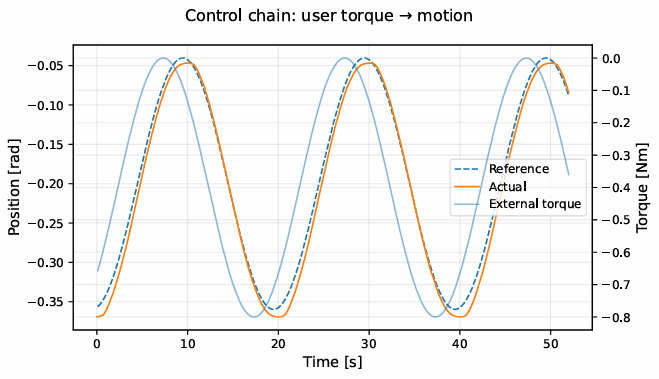 Control chain: user torque → motion
−0.05
−0.10
−0.15
−0.20
−0.25
−0.30
−0.35
Position [rad]
0.0
−0.1
−0.2
−0.3
−0.4
−0.5
−0.6
−0.7
−0.8
Torque [Nm]
Reference
Actual
External torque
0 10 20 30 40 50
Time [s]